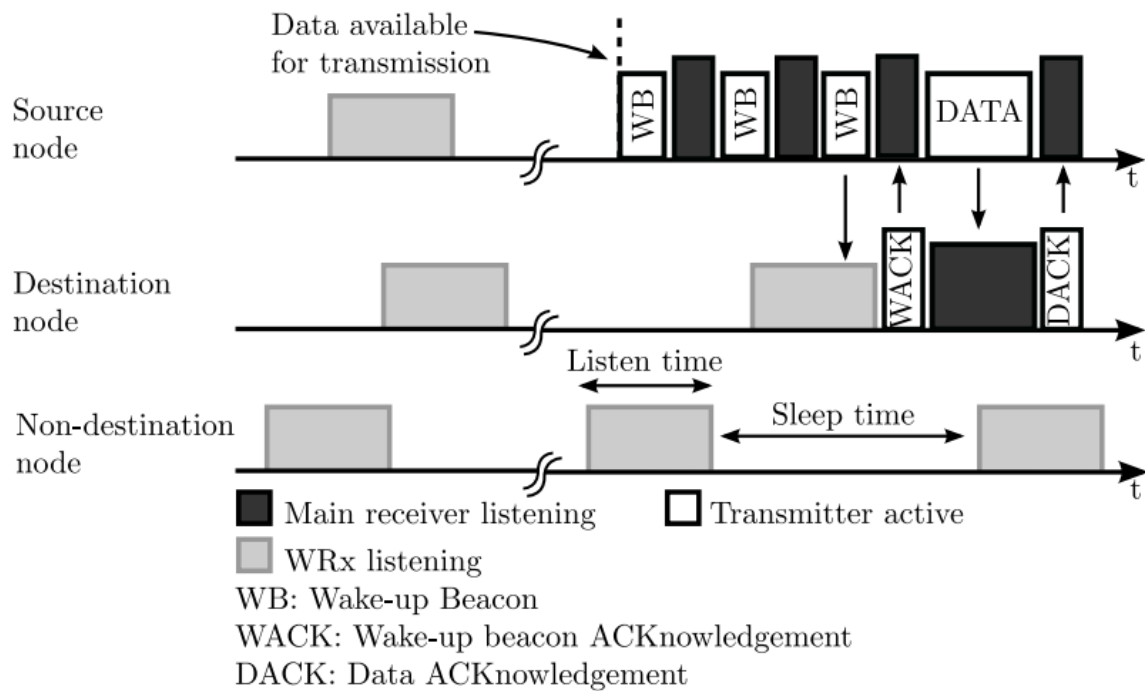 Data available
for transmission
Source
node
WB
WB
WB
DATA
t
Destination
node
WACK
DACK
t
Listen time
Sleep time
Non-destination
node
t
Main receiver listening
Transmitter active
WRx listening
WB: Wake-up Beacon
WACK: Wake-up beacon ACKnowledgement
DACK: Data ACKnowledgement